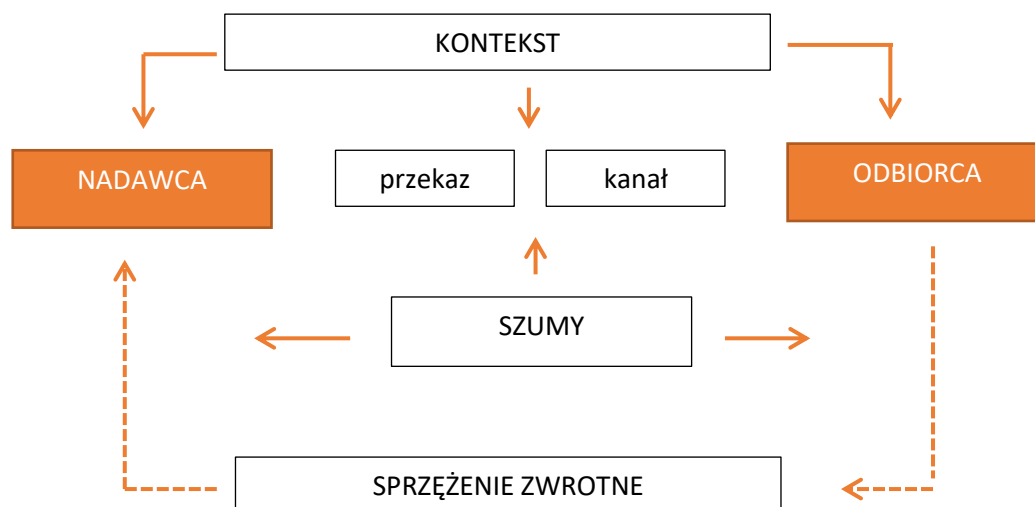 KONTEKST
NADAWCA
przekaz
kanał
ODBIORCA
SZUMY
SPRZĘŻENIE ZWROTNE